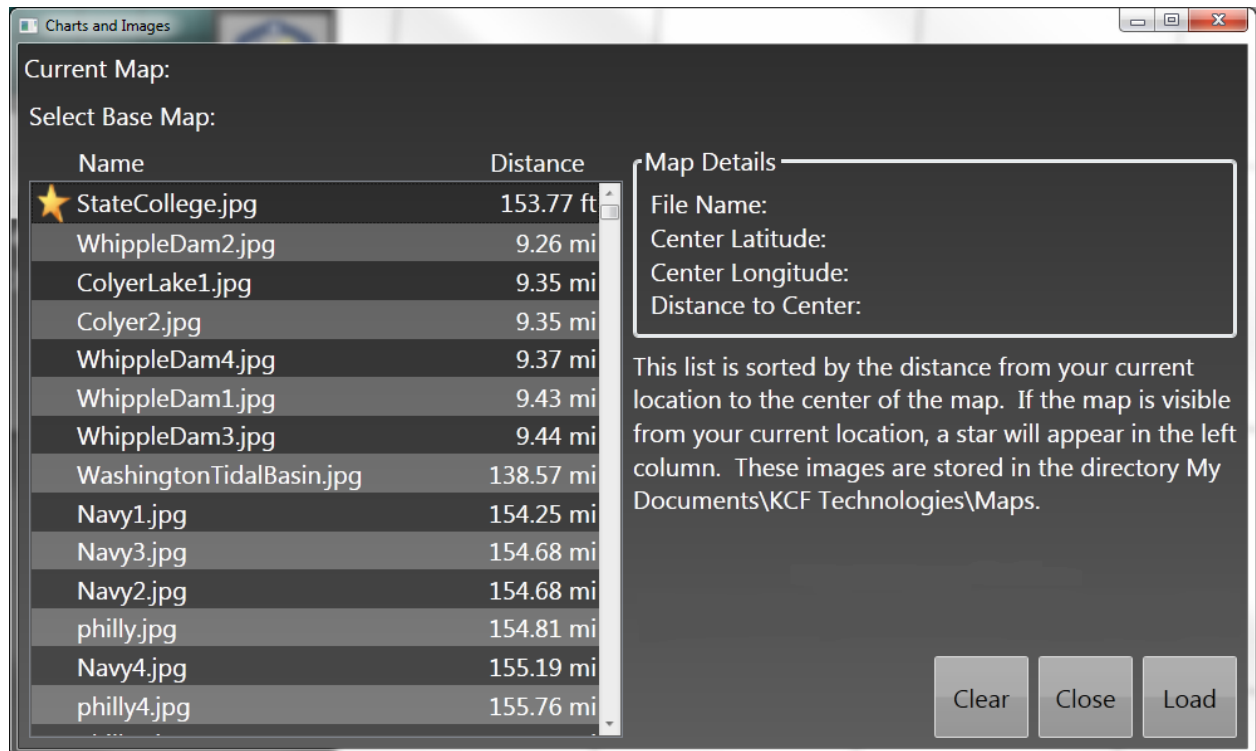 Charts and Images
Current Map:
Select Base Map:
Name Distance
StateCollege.jpg 153.77 ft
WhippleDam2.jpg 9.26 mi
ColyerLake1.jpg 9.35 mi
Colyer2.jpg 9.35 mi
WhippleDam4.jpg 9.37 mi
WhippleDam1.jpg 9.43 mi
WhippleDam3.jpg 9.44 mi
WashingtonTidalBasin.jpg 138.57 mi
Navy1.jpg 154.25 mi
Navy3.jpg 154.68 mi
Navy2.jpg 154.68 mi
philly.jpg 154.81 mi
Navy4.jpg 155.19 mi
philly4.jpg 155.76 mi
Map Details
File Name:
Center Latitude:
Center Longitude:
Distance to Center:
This list is sorted by the distance from your current
location to the center of the map.  If the map is visible
from your current location, a star will appear in the left
column.  These images are stored in the directory My
Documents\KCF Technologies\Maps.
Clear Close Load